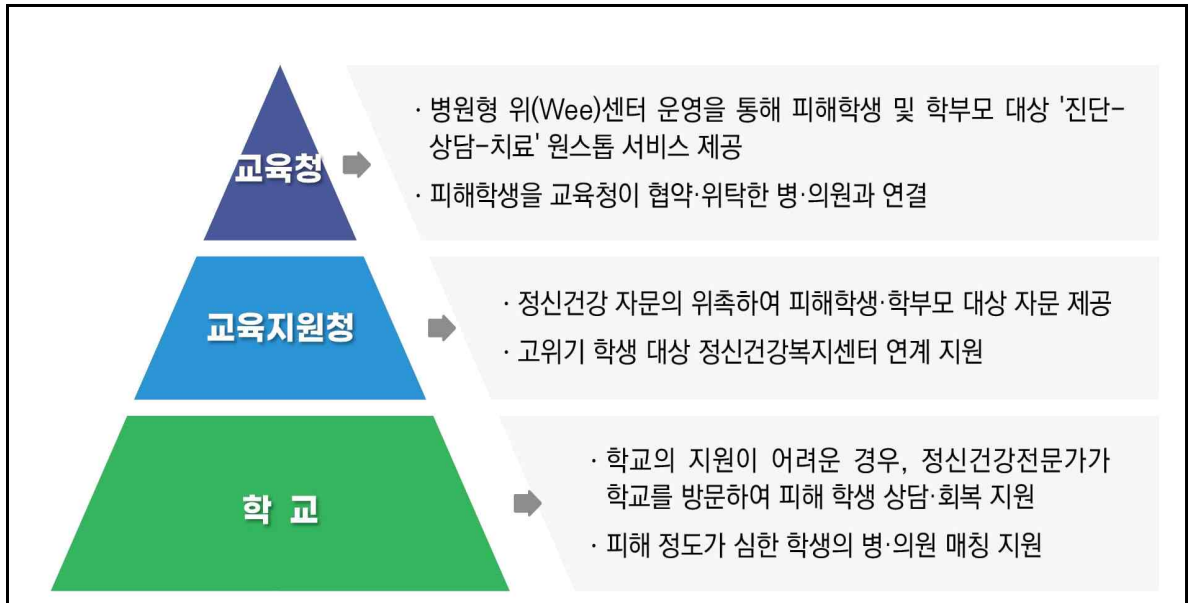 교육청
· 병원형 위(Wee)센터 운영을 통해 피해학생 및 학부모 대상 '진단-
상담-치료' 원스톱 서비스 제공
· 피해학생을 교육청이 협약·위탁한 병·의원과 연결
교육지원청
· 정신건강 자문의 위촉하여 피해학생·학부모 대상 자문 제공
· 고위기 학생 대상 정신건강복지센터 연계 지원
학 교
· 학교의 지원이 어려운 경우, 정신건강전문가가
학교를 방문하여 피해 학생 상담·회복 지원
· 피해 정도가 심한 학생의 병·의원 매칭 지원